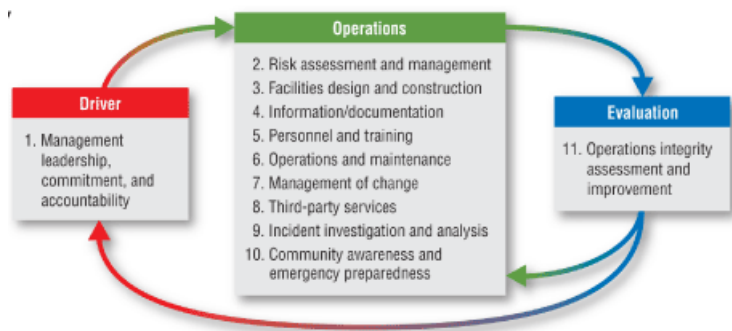 Driver
1. Management
leadership,
commitment, and
accountability
Operations
2. Risk assessment and management
3. Facilities design and construction
4. Information/documentation
5. Personnel and training
6. Operations and maintenance
7. Management of change
8. Third-party services
9. Incident investigation and analysis
10. Community awareness and
emergency preparedness
Evaluation
11. Operations integrity
assessment and
improvement